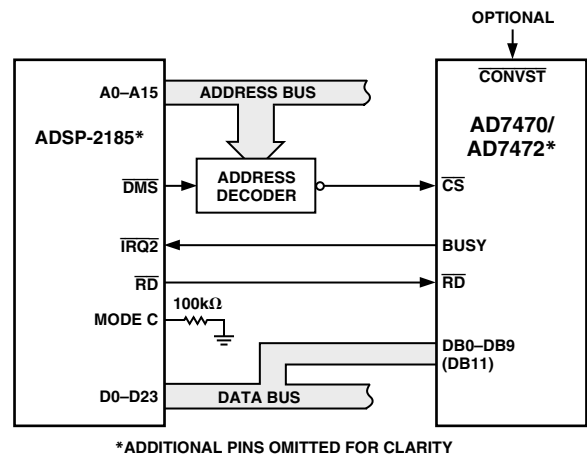 OPTIONAL
A0–A15
ADDRESS BUS
CONVST
ADSP-2185*
AD7470/
AD7472*
DMS
ADDRESS
DECODER
CS
IRQ2
BUSY
RD
RD
MODE C
100kΩ
DB0–DB9
(DB11)
D0–D23
DATA BUS
*ADDITIONAL PINS OMITTED FOR CLARITY